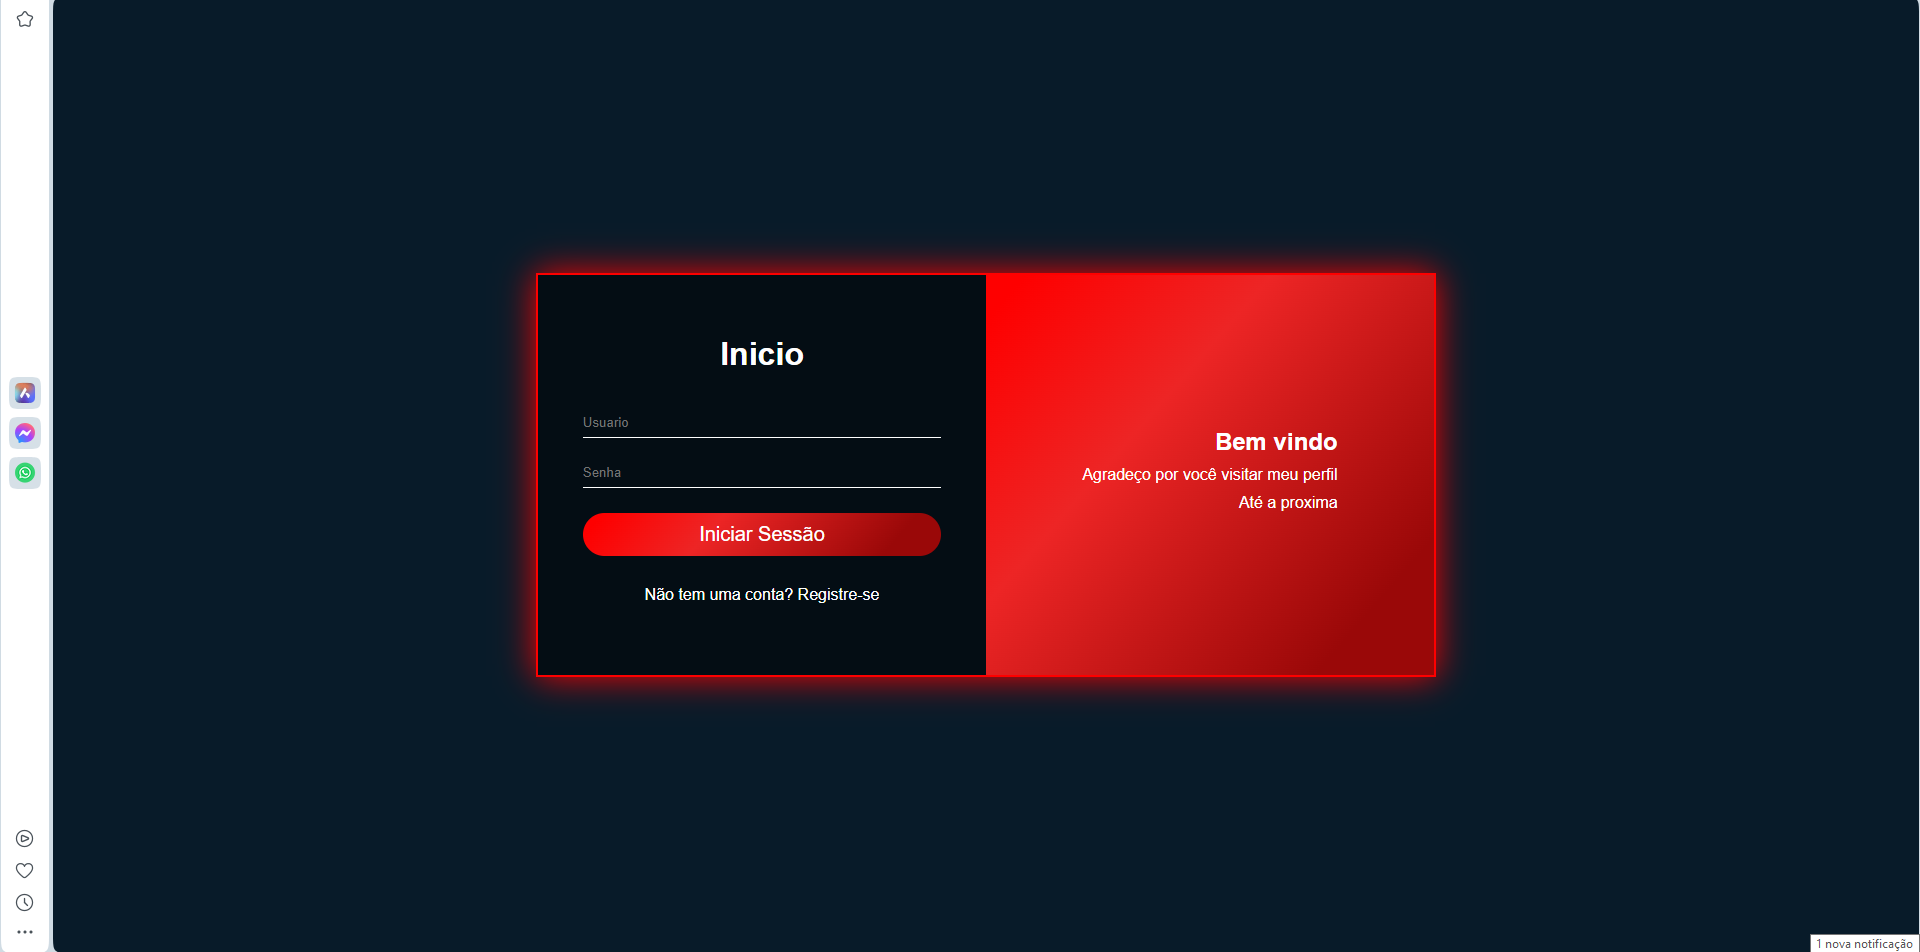 Inicio
Usuario
Senha
Iniciar Sessão
Não tem uma conta? Registre-se
Bem vindo
Agradeço por você visitar meu perfil
Até a proxima
1 nova notificação